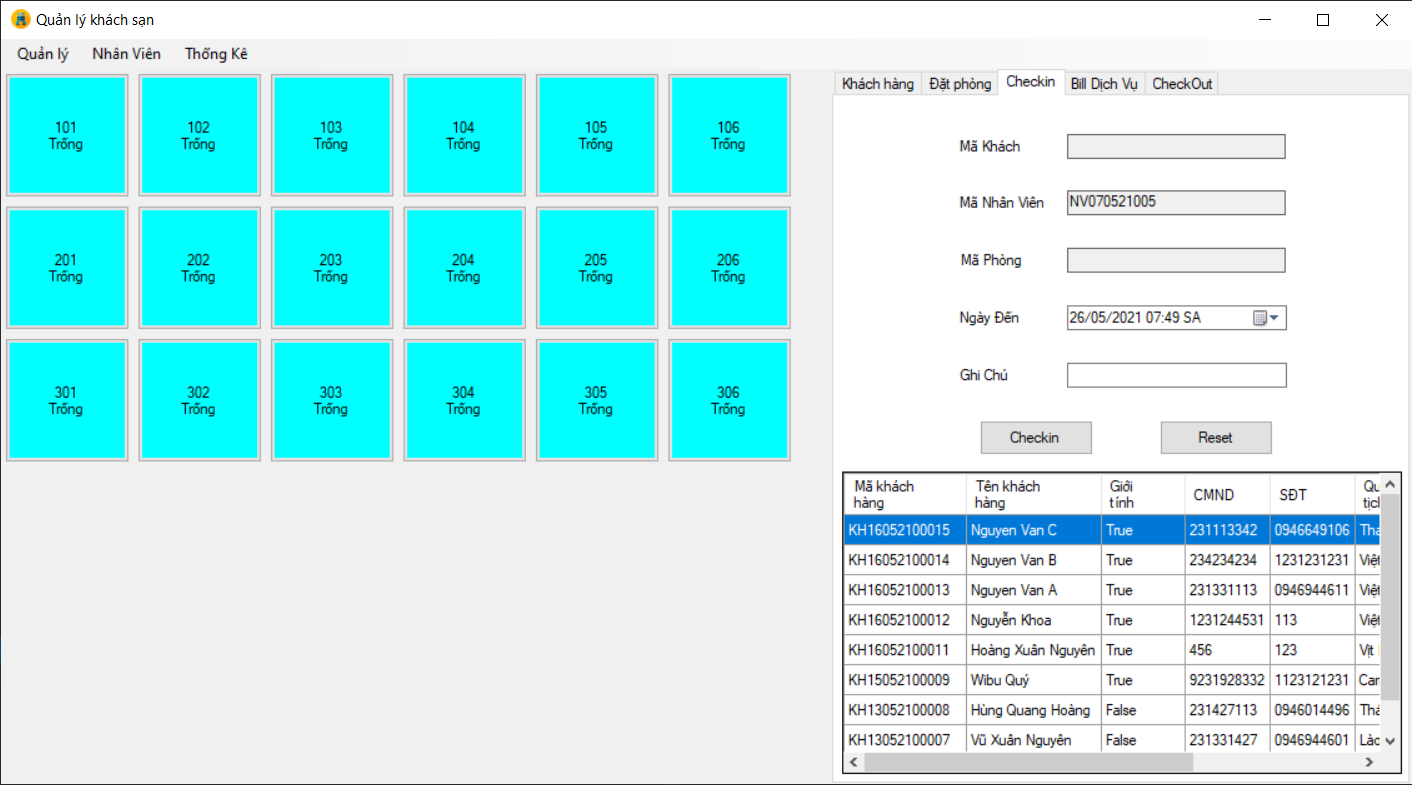 Quản lý khách sạn
Quản lý Nhân Viên Thống Kê
Khách hàng Đặt phòng Checkin Bill Dịch Vụ CheckOut
101 102 103 104 105 106
Trống Trống Trống Trống Trống Trống
201 202 203 204 205 206
Trống Trống Trống Trống Trống Trống
301 302 303 304 305 306
Trống Trống Trống Trống Trống Trống
Mã Khách
Mã Nhân Viên NV070521005
Mã Phòng
Ngày Đến 26/05/2021 07:49 SA
Ghi Chú
Checkin Reset
Mã khách hàng Tên khách hàng Giới tính CMND SĐT
KH16052100015 Nguyen Van C True 231113342 0946649106
KH16052100014 Nguyen Van B True 234234234 1231231231 Việt
KH16052100013 Nguyen Van A True 231331113 0946944611 Việt
KH16052100012 Nguyễn Khoa True 1231244531 113 Việt
KH16052100011 Hoàng Xuân Nguyên True 456 123 Vịt
KH15052100009 Wibu Quý True 9231928332 1123121231
KH13052100008 Hùng Quang Hoàng False 231427113 0946014496
KH13052100007 Vũ Xuân Nguyên False 231331427 0946944601 Lào